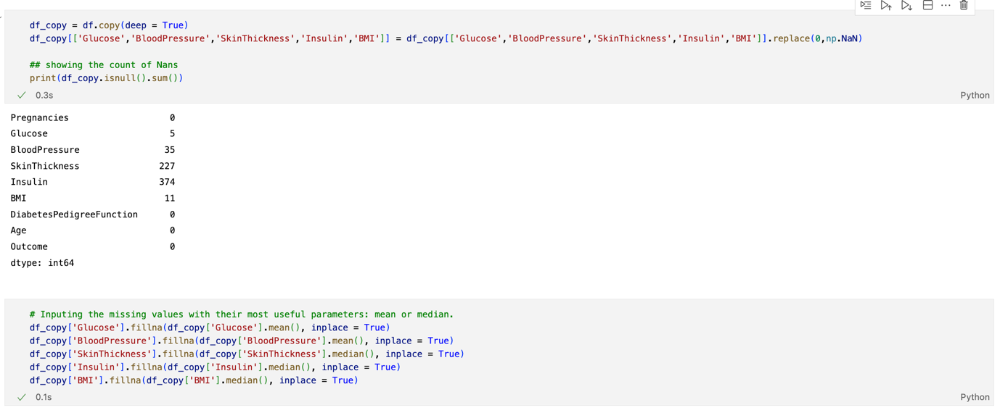 df_copy = df.copy(deep = True)
df_copy[['Glucose','BloodPressure','SkinThickness','Insulin','BMI']] = df_copy[['Glucose','BloodPressure','SkinThickness','Insulin','BMI']].replace(0,np.NaN)
## showing the count of Nans
print(df_copy.isnull().sum())
0.3s Python
Pregnancies 0
Glucose 5
BloodPressure 35
SkinThickness 227
Insulin 374
BMI 11
DiabetesPedigreeFunction 0
Age 0
Outcome 0
dtype: int64
# Inputing the missing values with their most useful parameters: mean or median.
df_copy['Glucose'].fillna(df_copy['Glucose'].mean(), inplace = True)
df_copy['BloodPressure'].fillna(df_copy['BloodPressure'].mean(), inplace = True)
df_copy['SkinThickness'].fillna(df_copy['SkinThickness'].median(), inplace = True)
df_copy['Insulin'].fillna(df_copy['Insulin'].median(), inplace = True)
df_copy['BMI'].fillna(df_copy['BMI'].median(), inplace = True)
0.1s Python